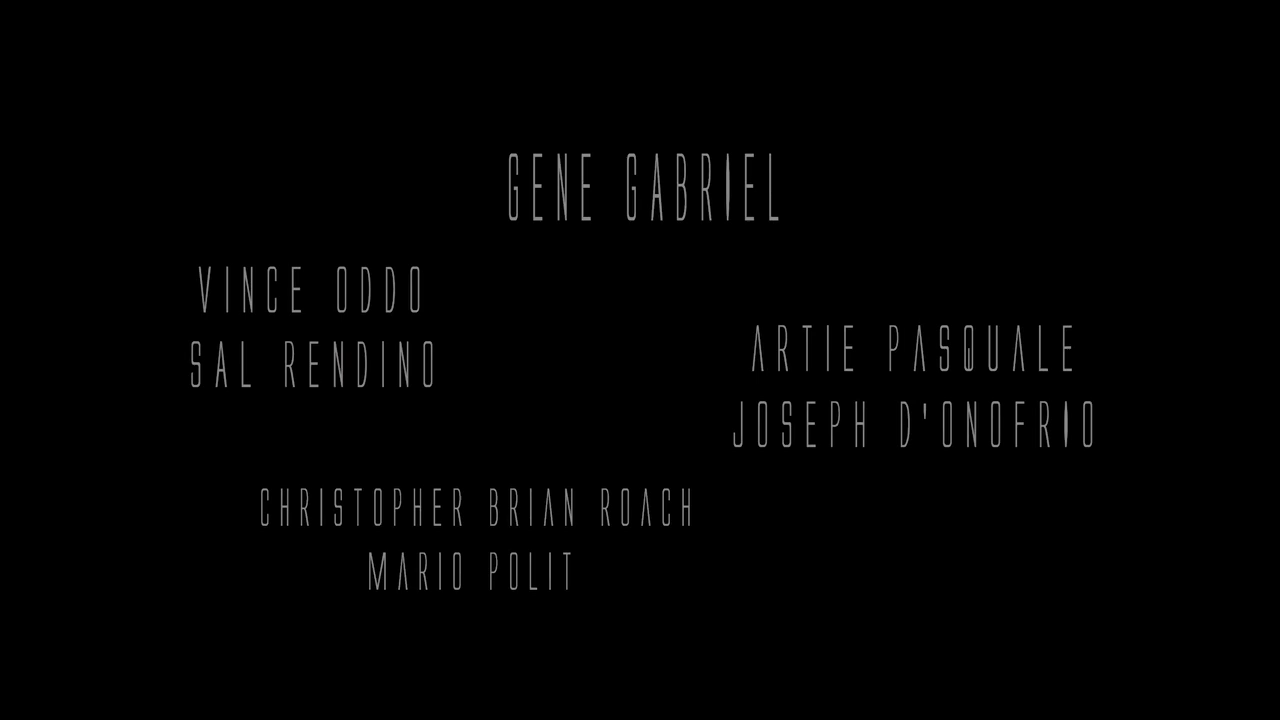 GENE GABRIEL
VINCE ODDO
SAL RENDINO
ARTIE PASQUALE
JOSEPH D'ONOFRIO
CHRISTOPHER BRIAN ROACH
MARIO POLIT